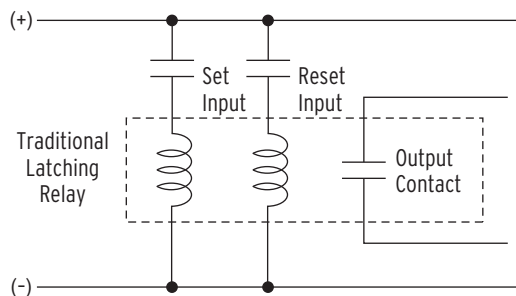 (+)
Set
Input
Reset
Input
Traditional
Latching
Relay
Output
Contact
(–)